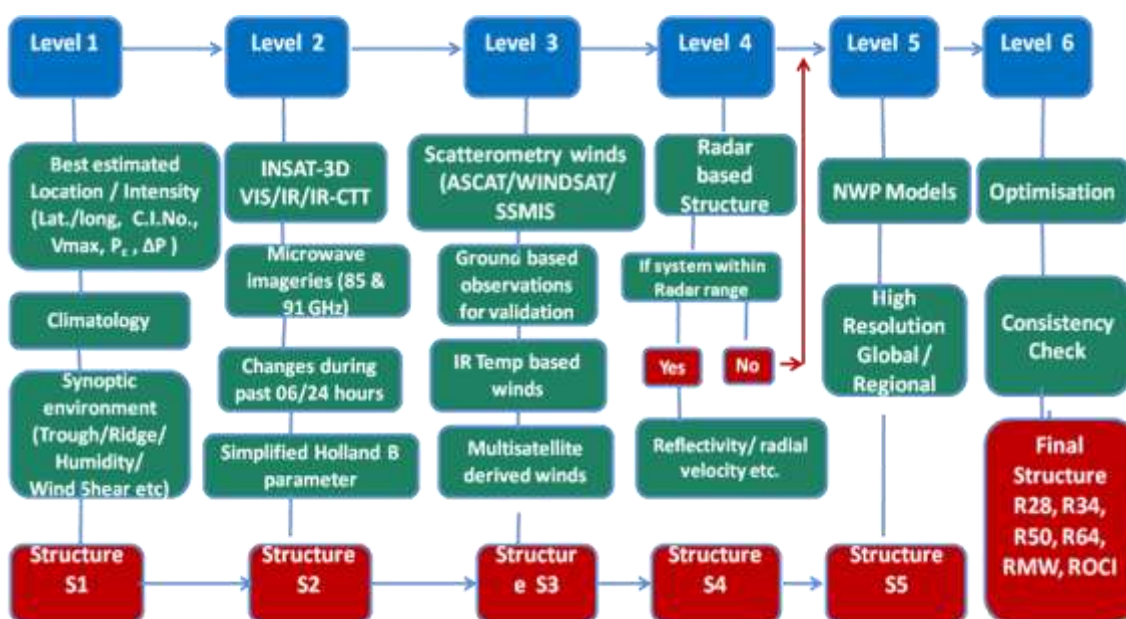 Level 1
Level 2
Level 3
Level 4
Level 5
Level 6
Best estimated
Location / Intensity
(Lat./long, C.I.No.,
Vmax, Pc , ΔP )
Climatology
Synoptic
environment
(Trough/Ridge/
Humidity/
Wind Shear etc)
Structure
S1
INSAT-3D
VIS/IR/IR-CTT
Microwave
imageries (85 &
91 GHz)
Changes during
past 06/24 hours
Simplified Holland B
parameter
Structure
S2
Scatterometry winds
(ASCAT/WINDSAT/
SSMIS
Ground based
observations
for validation
IR Temp based
winds
Multisatellite
derived winds
Structur
e S3
Radar
based
Structure
If system within
Radar range
Yes
No
Reflectivity/ radial
velocity etc.
Structure
S4
NWP Models
High
Resolution
Global /
Regional
Structure
S5
Optimisation
Consistency
Check
Final
Structure
R28, R34,
R50, R64,
RMW, ROCI